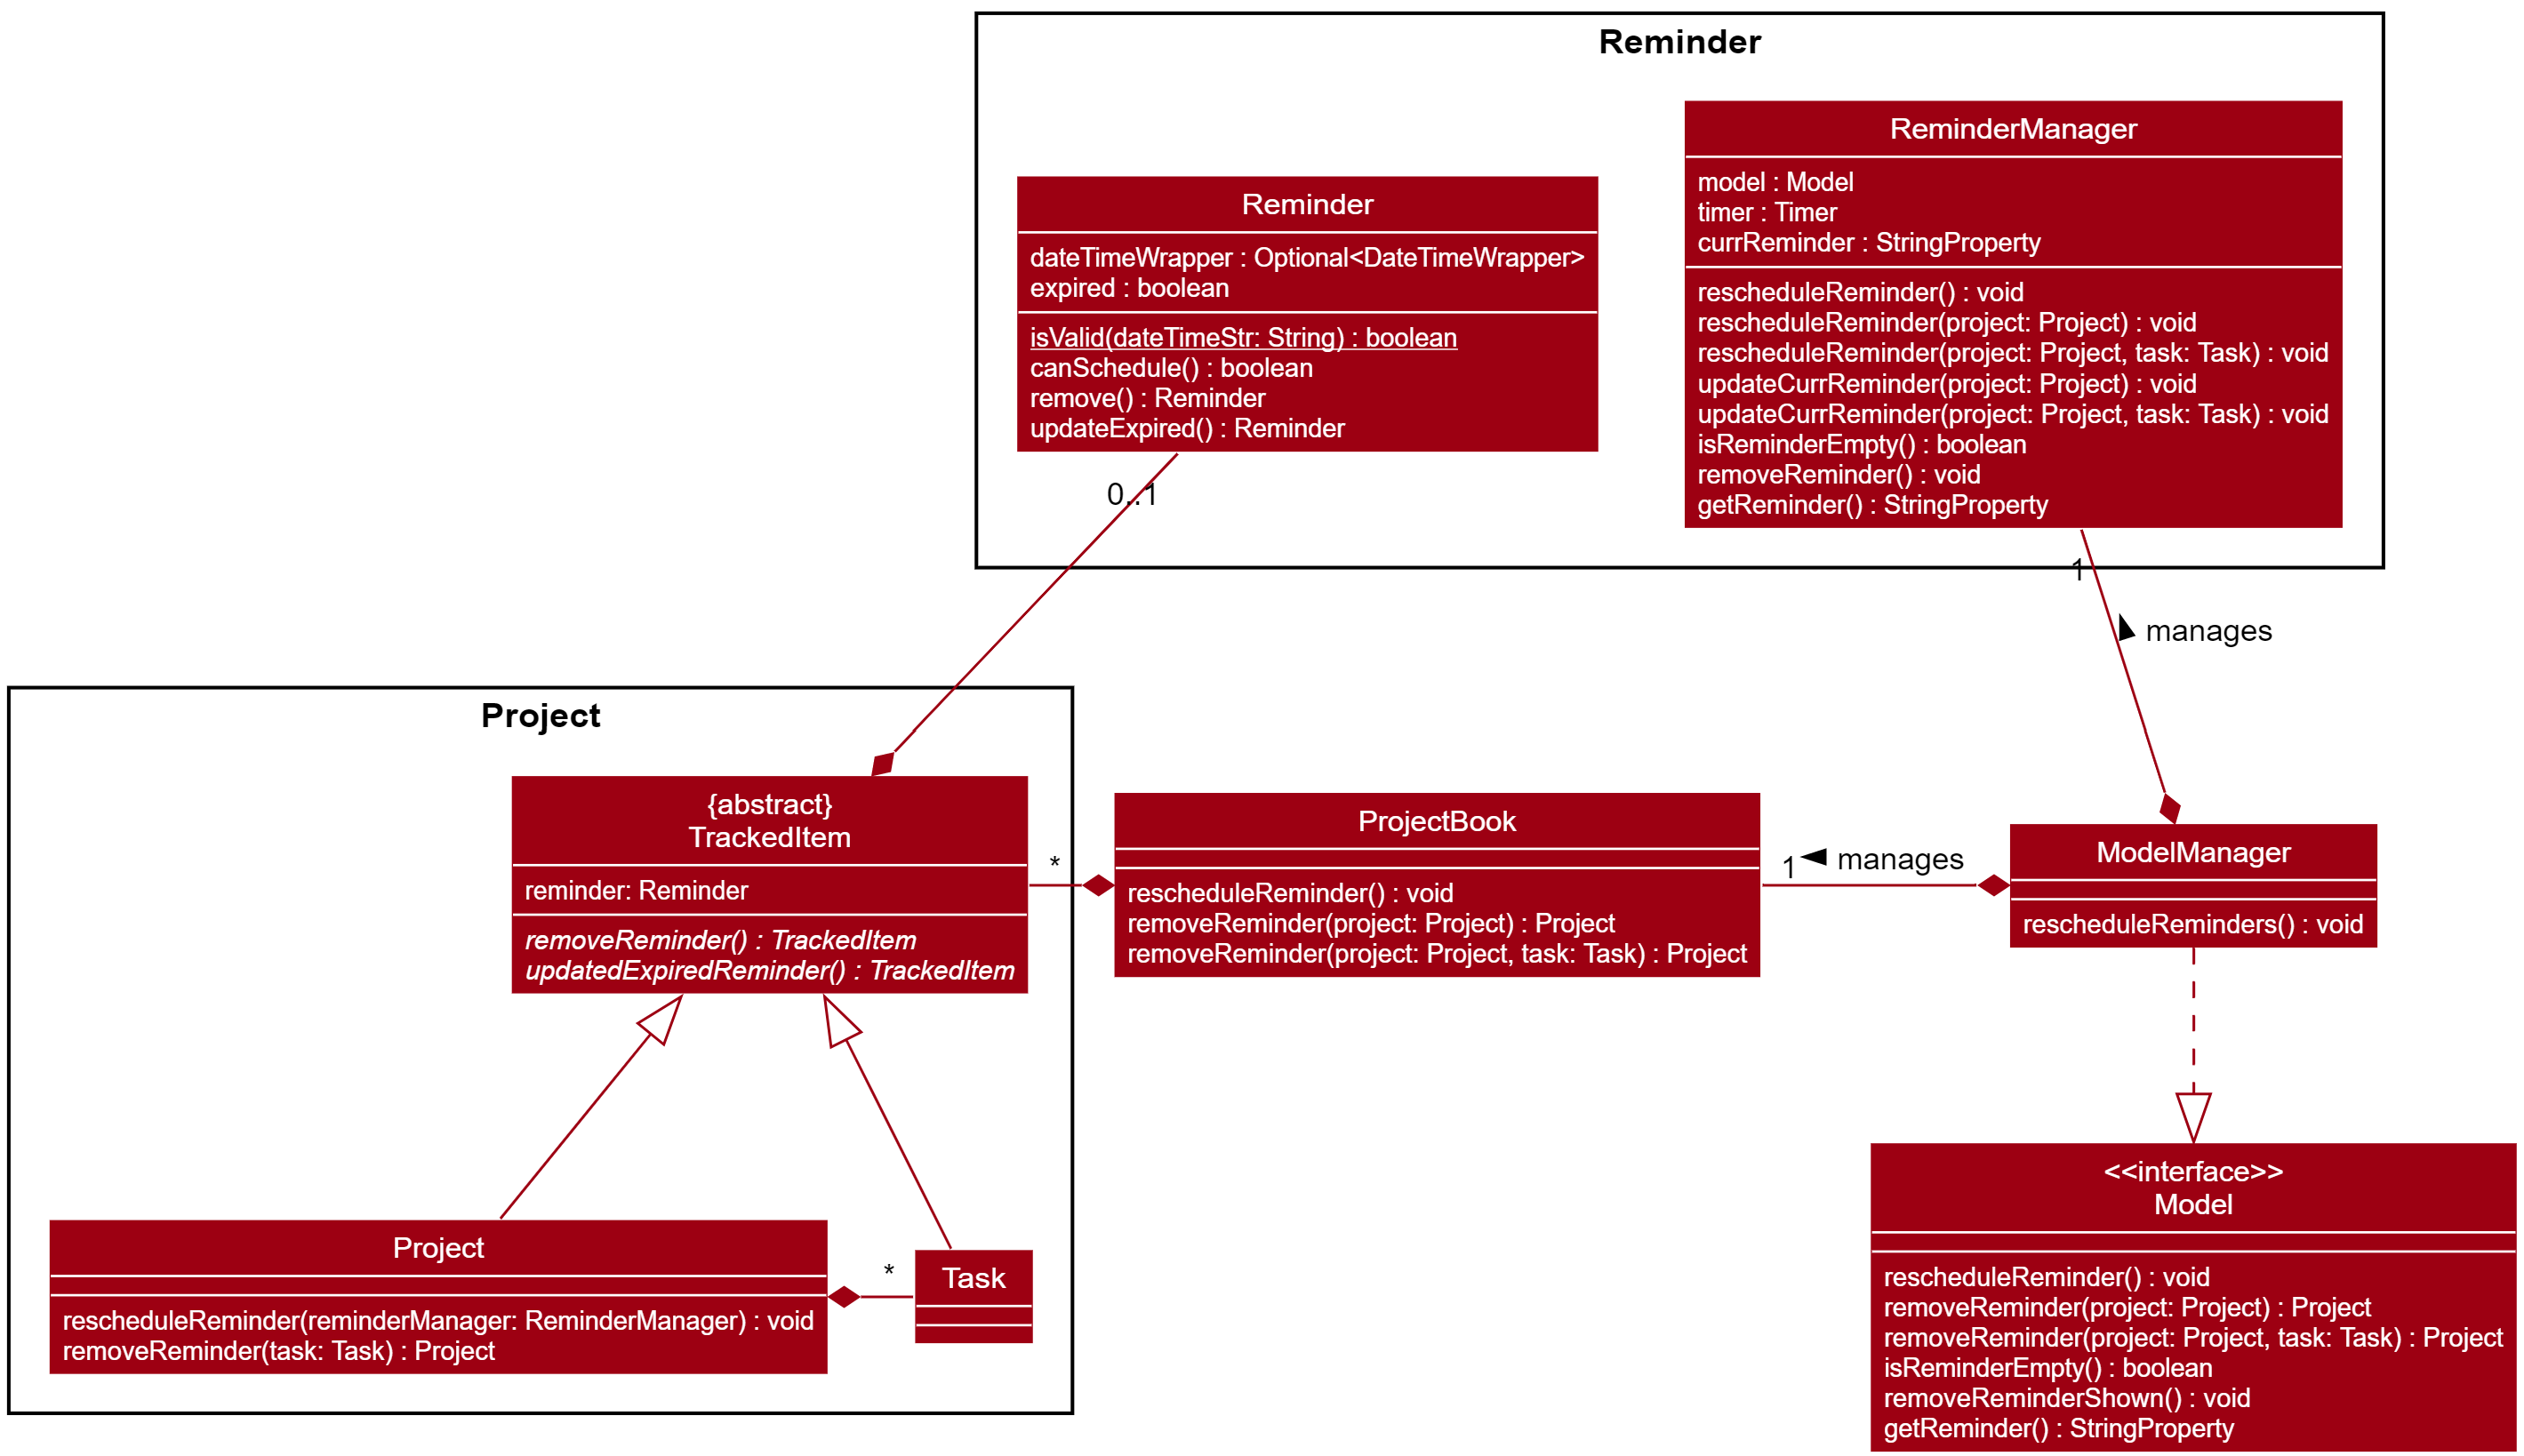 Reminder
ReminderManager
model : Model
timer : Timer
currReminder : StringProperty
rescheduleReminder() : void
rescheduleReminder(project: Project) : void
rescheduleReminder(project: Project, task: Task) : void
updateCurrReminder(project: Project) : void
updateCurrReminder(project: Project, task: Task) : void
isReminderEmpty() : boolean
removeReminder() : void
getReminder() : StringProperty
Reminder
dateTimeWrapper : Optional<DateTimeWrapper>
expired : boolean
isValid(dateTimeStr: String) : boolean
canSchedule() : boolean
remove() : Reminder
updateExpired() : Reminder
0..1
1
manages
Project
{abstract}
TrackedItem
reminder: Reminder
removeReminder() : TrackedItem
updatedExpiredReminder() : TrackedItem
*
ProjectBook
rescheduleReminder() : void
removeReminder(project: Project) : Project
removeReminder(project: Project, task: Task) : Project
1
manages
ModelManager
rescheduleReminders() : void
Project
rescheduleReminder(reminderManager: ReminderManager) : void
removeReminder(task: Task) : Project
*
Task
<<interface>>
Model
rescheduleReminder() : void
removeReminder(project: Project) : Project
removeReminder(project: Project, task: Task) : Project
isReminderEmpty() : boolean
removeReminderShown() : void
getReminder() : StringProperty